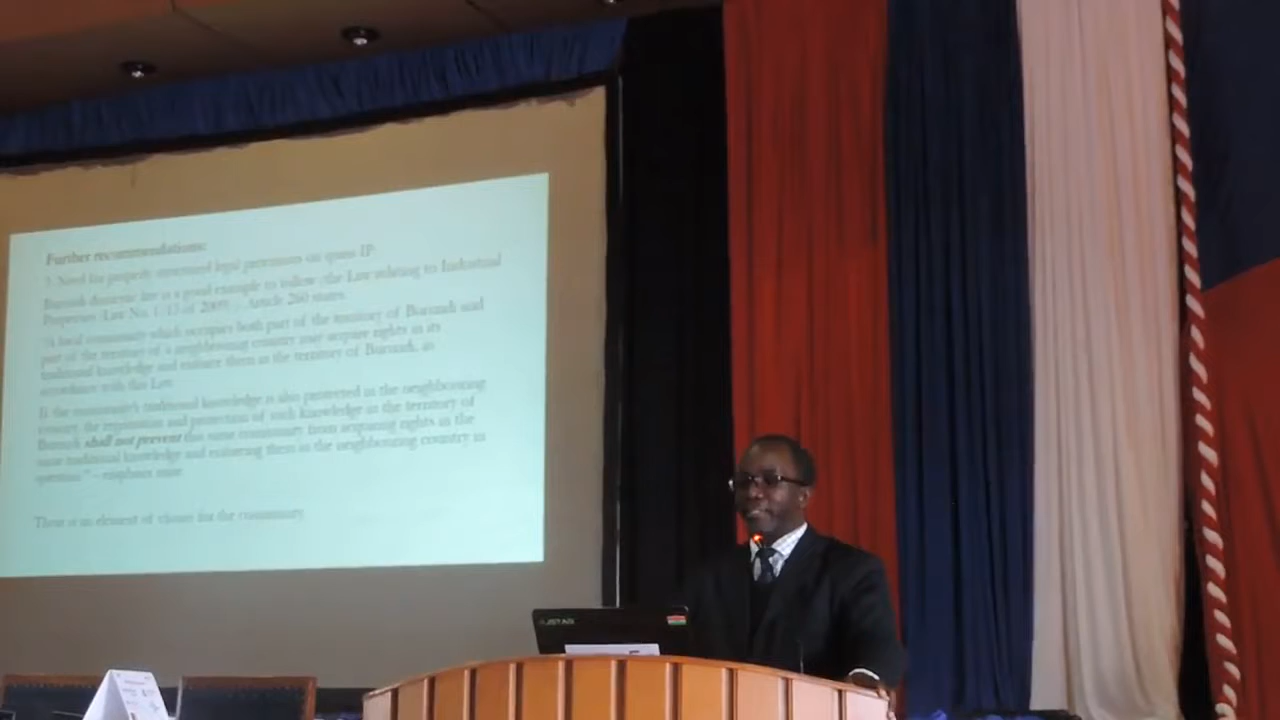 Further recommendations:
Need for properly structured legal provisions on IP
Burundi domestic law is a good example to follow the Law relating to Industrial
Properties (Law No. 1/13 of 2009) Article 260 states
"A local community which occupies both part of the territory of Burundi and
part of the territory of a neighbouring country may acquire rights in its
traditional knowledge and enforce them in the territory of Burundi, in
accordance with this Law
If the community's traditional knowledge is also protected in the neighbouring
country, the registration and protection of such knowledge in the territory of
Burundi shall not prevent this same community from acquiring rights in the
same traditional knowledge and enforcing them in the neighbouring country in
question" – emphasis mine
There is an element of choice for the community